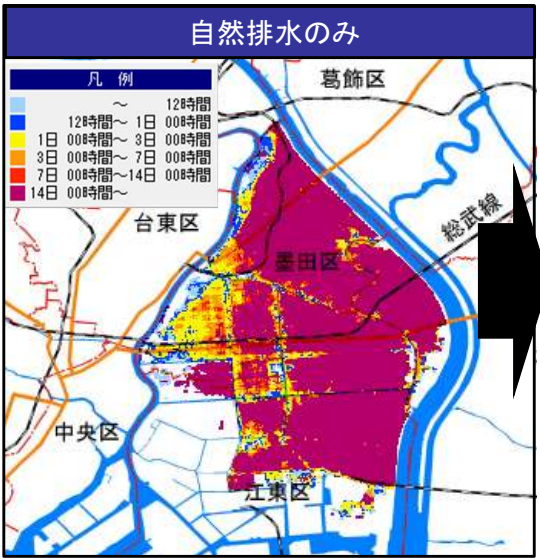 自然排水のみ
凡 例
～ 12時間
12時間～ 1日 00時間
1日 00時間～ 3日 00時間
3日 00時間～ 7日 00時間
7日 00時間～14日 00時間
14日 00時間～
葛飾区
台東区
総武線
墨田区
中央区
江東区